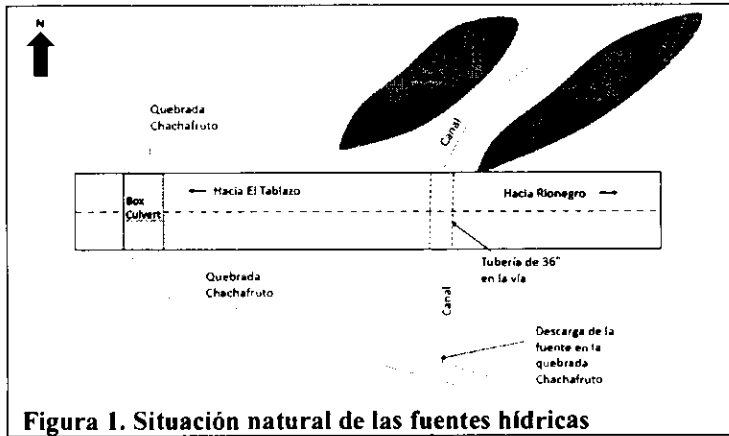 N
Quebrada
Chachafruto
Canal
Box
Culvert
← Hacia El Tablazo
Hacia Rionegro →
Quebrada
Chachafruto
Canal
Tubería de 36"
en la vía
Descarga de la
fuente en la
quebrada
Chachafruto
Figura 1. Situación natural de las fuentes hídricas